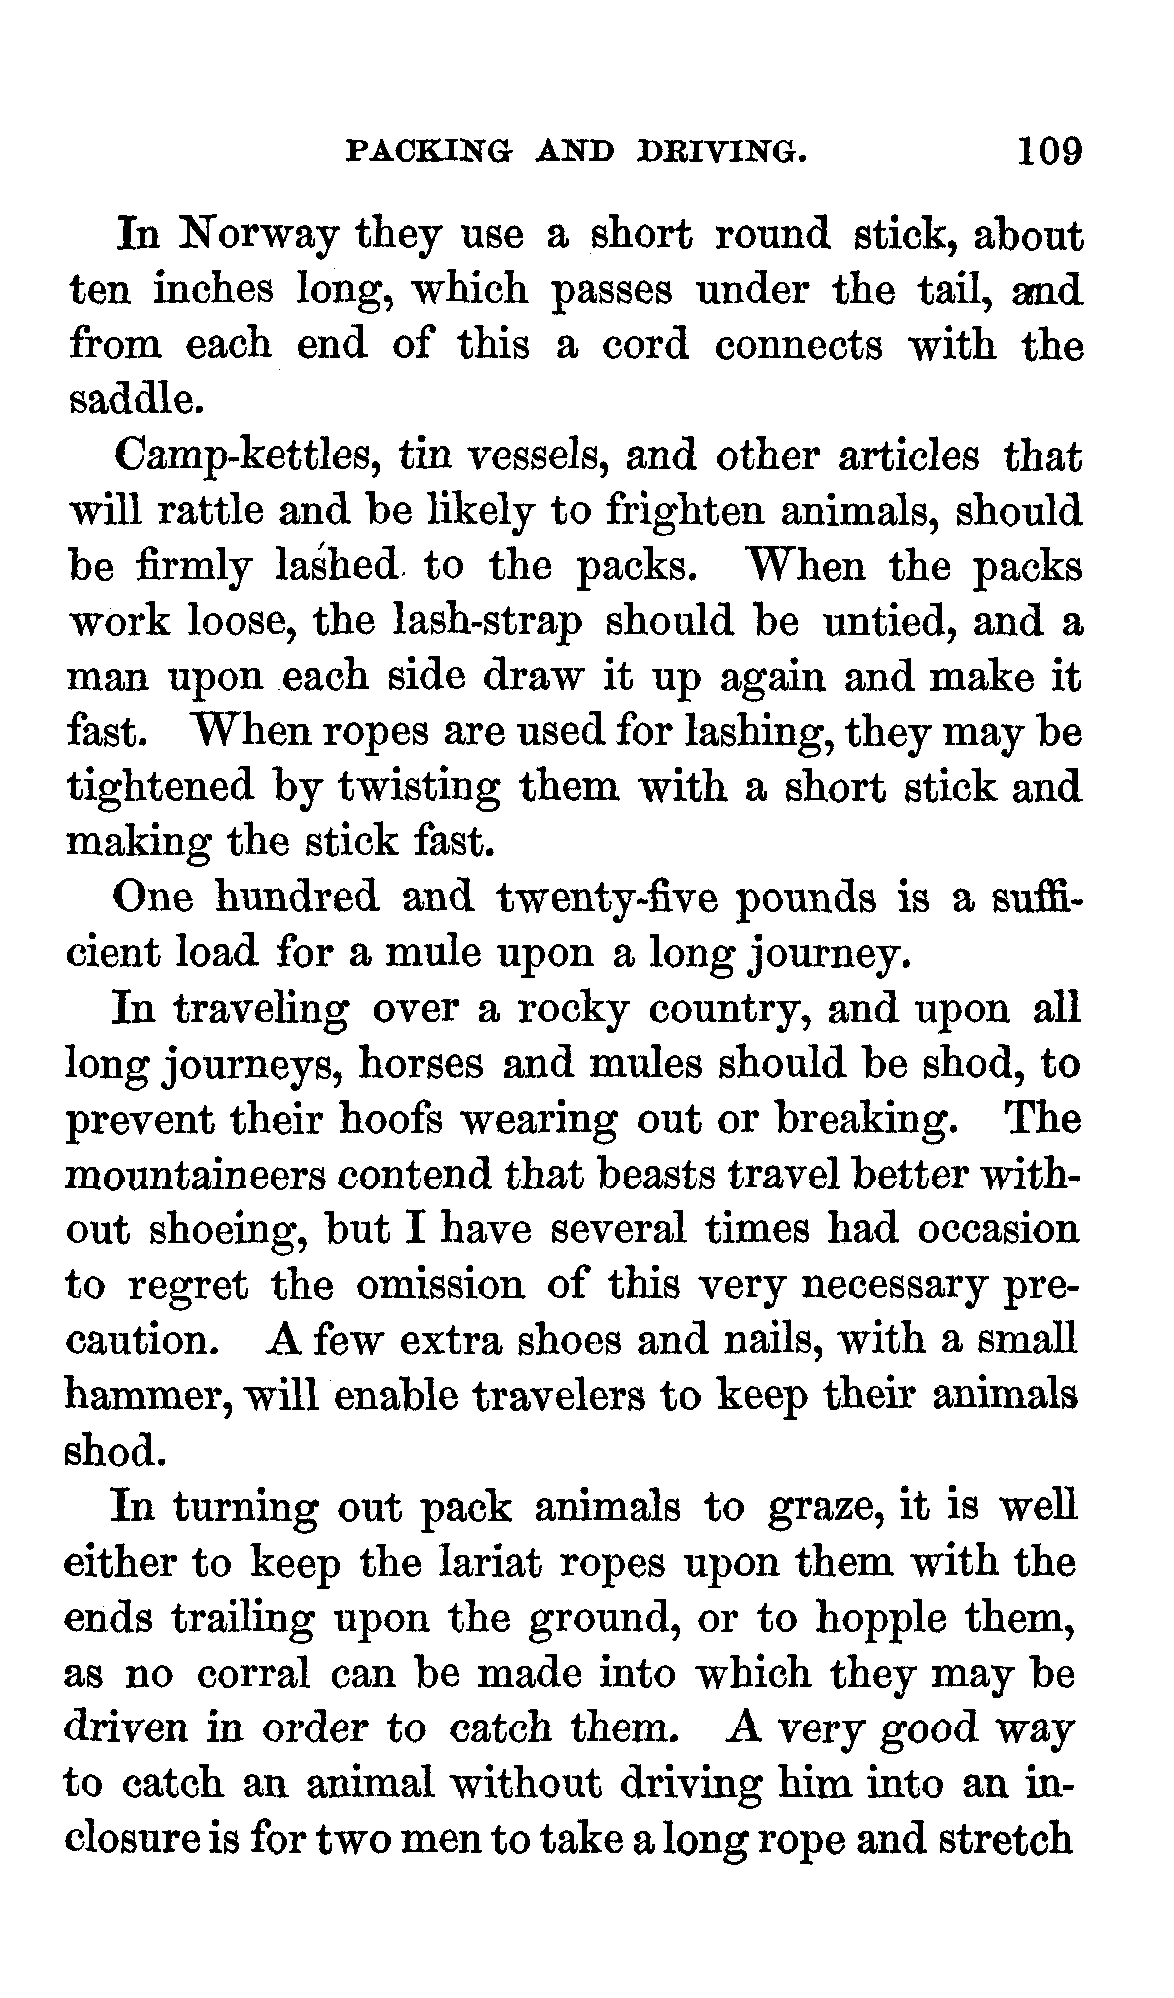 PACKING AND DRIVING. 109
In Norway they use a short round stick, about
ten inches long, which passes under the tail, and
from each end of this a cord connects with the
saddle.
Camp-kettles, tin vessels, and other articles that
will rattle and be likely to frighten animals, should
be firmly lashed to the packs. When the packs
work loose, the lash-strap should be untied, and a
man upon each side draw it up again and make it
fast. When ropes are used for lashing, they may be
tightened by twisting them with a short stick and
making the stick fast.
One hundred and twenty-five pounds is a suffi-
cient load for a mule upon a long journey.
In traveling over a rocky country, and upon all
long journeys, horses and mules should be shod, to
prevent their hoofs wearing out or breaking. The
mountaineers contend that beasts travel better with-
out shoeing, but I have several times had occasion
to regret the omission of this very necessary pre-
caution. A few extra shoes and nails, with a small
hammer, will enable travelers to keep their animals
shod.
In turning out pack animals to graze, it is well
either to keep the lariat ropes upon them with the
ends trailing upon the ground, or to hopple them,
as no corral can be made into which they may be
driven in order to catch them. A very good way
to catch an animal without driving him into an in-
closure is for two men to take a long rope and stretch